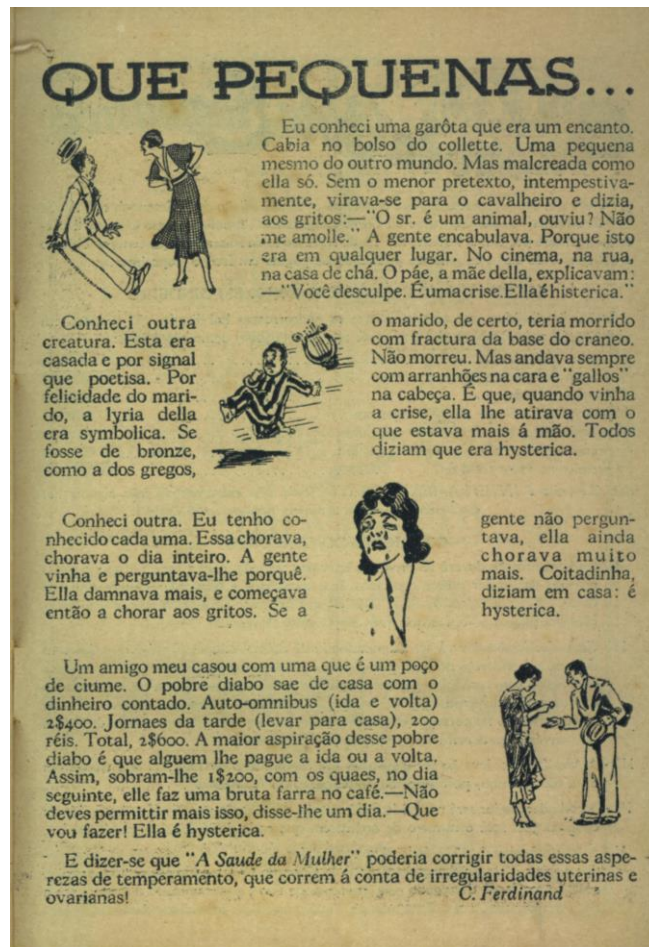 QUE PEQUENAS...
Eu conheci uma garôta que era um encanto.
Cabia no bolso do collette. Uma pequena
mesmo do outro mundo. Mas malcreada como
ella só. Sem o menor pretexto, intempestiva-
mente, virava-se para o cavalheiro e dizia,
aos gritos:—"O sr. é um animal, ouviu? Não
me amolle." A gente encabulava. Porque isto
era em qualquer lugar. No cinema, na rua,
na casa de chá. O páe, a mãe della, explicavam:
—"Você desculpe. É uma crise. Ella é histerica."
Conheci outra
creatura. Esta era
casada e por signal
que poetisa. Por
felicidade do mari-
do, a lyria della
era symbolica. Se
fosse de bronze,
como a dos gregos,
o marido, de certo, teria morrido
com fractura da base do craneo.
Não morreu. Mas andava sempre
com arranhões na cara e "gallos"
na cabeça. É que, quando vinha
a crise, ella lhe atirava com o
que estava mais á mão. Todos
diziam que era hysterica.
Conheci outra. Eu tenho co-
nhecido cada uma. Essa chorava,
chorava o dia inteiro. A gente
vinha e perguntava-lhe porquê.
Ella damnava mais, e começava
então a chorar aos gritos. Se a
gente não pergun-
tava, ella ainda
chorava muito
mais. Coitadinha,
diziam em casa: é
hysterica.
Um amigo meu casou com uma que é um poço
de ciume. O pobre diabo sae de casa com o
dinheiro contado. Auto-omnibus (ida e volta)
2$400. Jornaes da tarde (levar para casa), 200
réis. Total, 2$600. A maior aspiração desse pobre
diabo é que alguem lhe pague a ida ou a volta.
Assim, sobram-lhe 1$200, com os quaes, no dia
seguinte, elle faz uma bruta farra no café.—Não
deves permittir mais isso, disse-lhe um dia.—Que
vou fazer! Ella é hysterica.
E dizer-se que "A Saude da Mulher" poderia corrigir todas essas aspe-
rezas de temperamento, que correm á conta de irregularidades uterinas e
ovarianas! C. Ferdinand